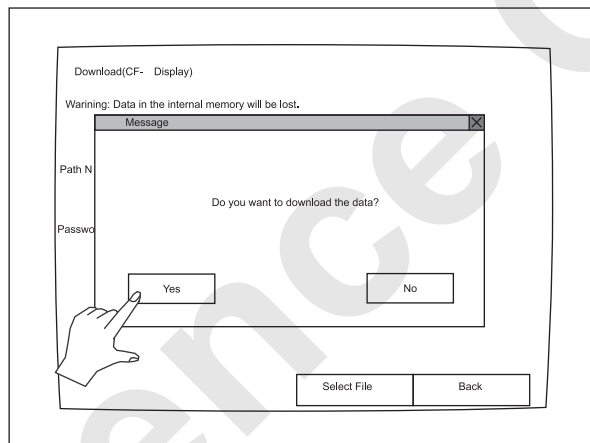 Download(CF- Display)
Warining: Data in the internal memory will be lost.
Message
Path N
Do you want to download the data?
Passwo
Yes No
Select File Back